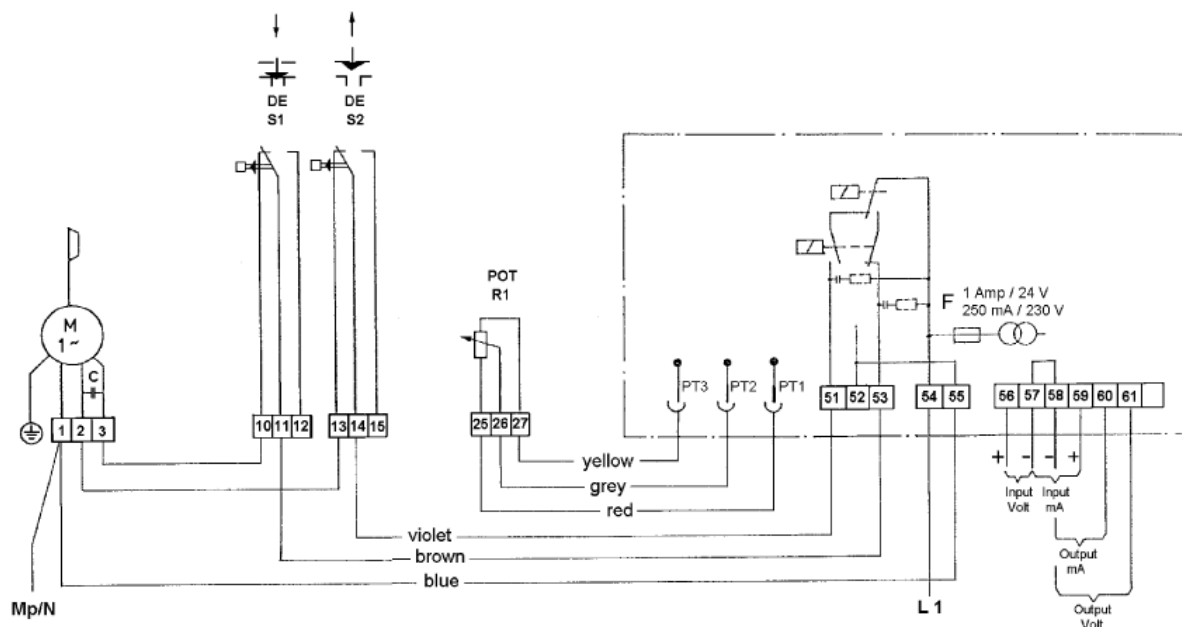 DE
S1
DE
S2
M
1~
C
POT
R1
F
1 Amp / 24 V
250 mA / 230 V
PT3
PT2
PT1
1 2 3
10 11 12
13 14 15
25 26 27
51 52 53
54 55
56 57 58 59 60 61
+ - - +
Input
Volt
Input
mA
yellow
grey
red
violet
brown
blue
Output
mA
Output
Volt
Mp/N
L 1